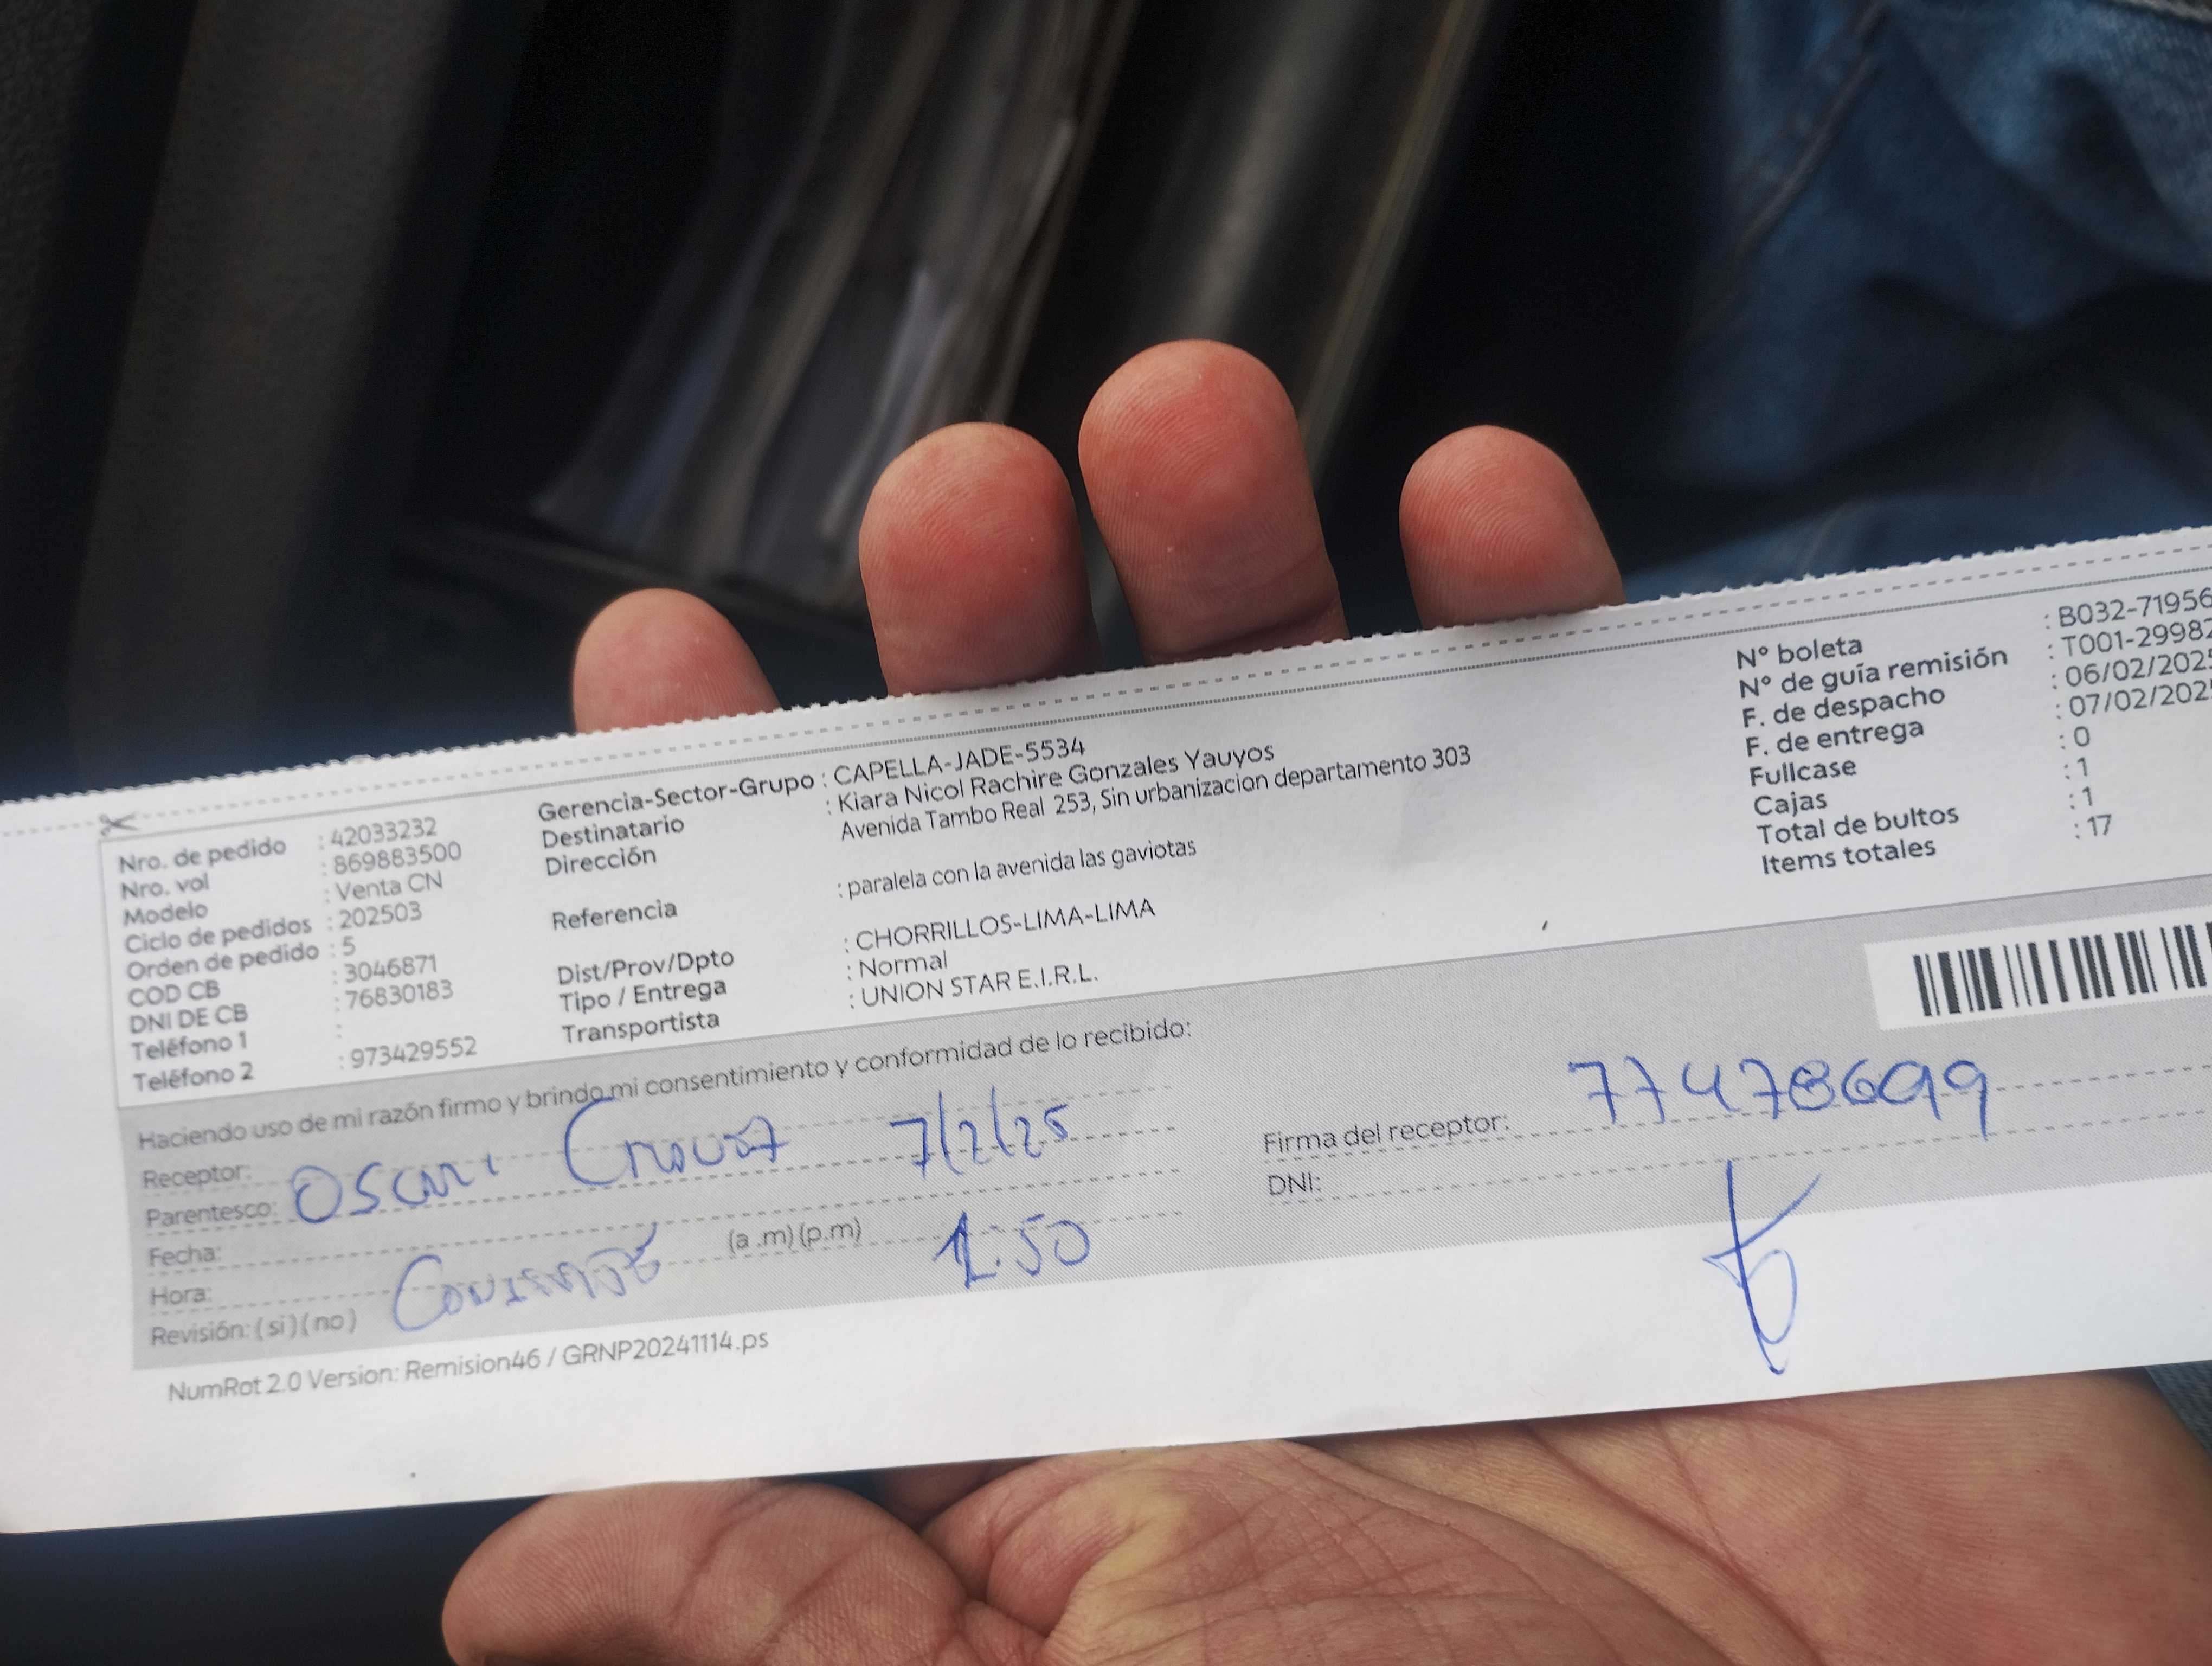 Nro. de pedido : 42033232
Nro. vol : 869883500
Modelo : Venta CN
Ciclo de pedidos : 202503
Orden de pedido : 5
COD CB : 3046871
DNI DE CB : 76830183
Teléfono 1 :
Teléfono 2 : 973429552
Gerencia-Sector-Grupo : CAPELLA-JADE-5534
Destinatario : Kiara Nicol Rachire Gonzales Yauyos
Dirección Avenida Tambo Real 253, Sin urbanizacion departamento 303
Referencia : paralela con la avenida las gaviotas
Dist/Prov/Dpto : CHORRILLOS-LIMA-LIMA
Tipo / Entrega : Normal
Transportista : UNION STAR E.I.R.L.
N° boleta : B032-71956
N° de guía remisión : T001-2998
F. de despacho : 06/02/202
F. de entrega : 07/02/202
Fullcase : 0
Cajas : 1
Total de bultos : 1
Items totales : 17
Haciendo uso de mi razón firmo y brindo mi consentimiento y conformidad de lo recibido:
Receptor:
Parentesco: Oscar 7/2/25
Fecha:
Hora: (a .m) (p.m) 1:50
Revisión: ( si ) ( no )
Firma del receptor: 77478699
DNI:
NumRot 2.0 Version: Remision46 / GRNP20241114.ps